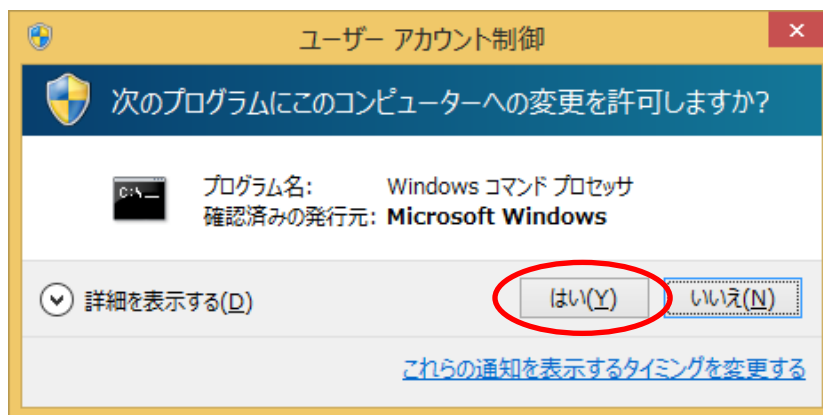 ユーザー アカウント制御
次のプログラムにこのコンピューターへの変更を許可しますか?
C:\
プログラム名: Windows コマンド プロセッサ
確認済みの発行元: Microsoft Windows
詳細を表示する(D) はい(Y) いいえ(N)
これらの通知を表示するタイミングを変更する